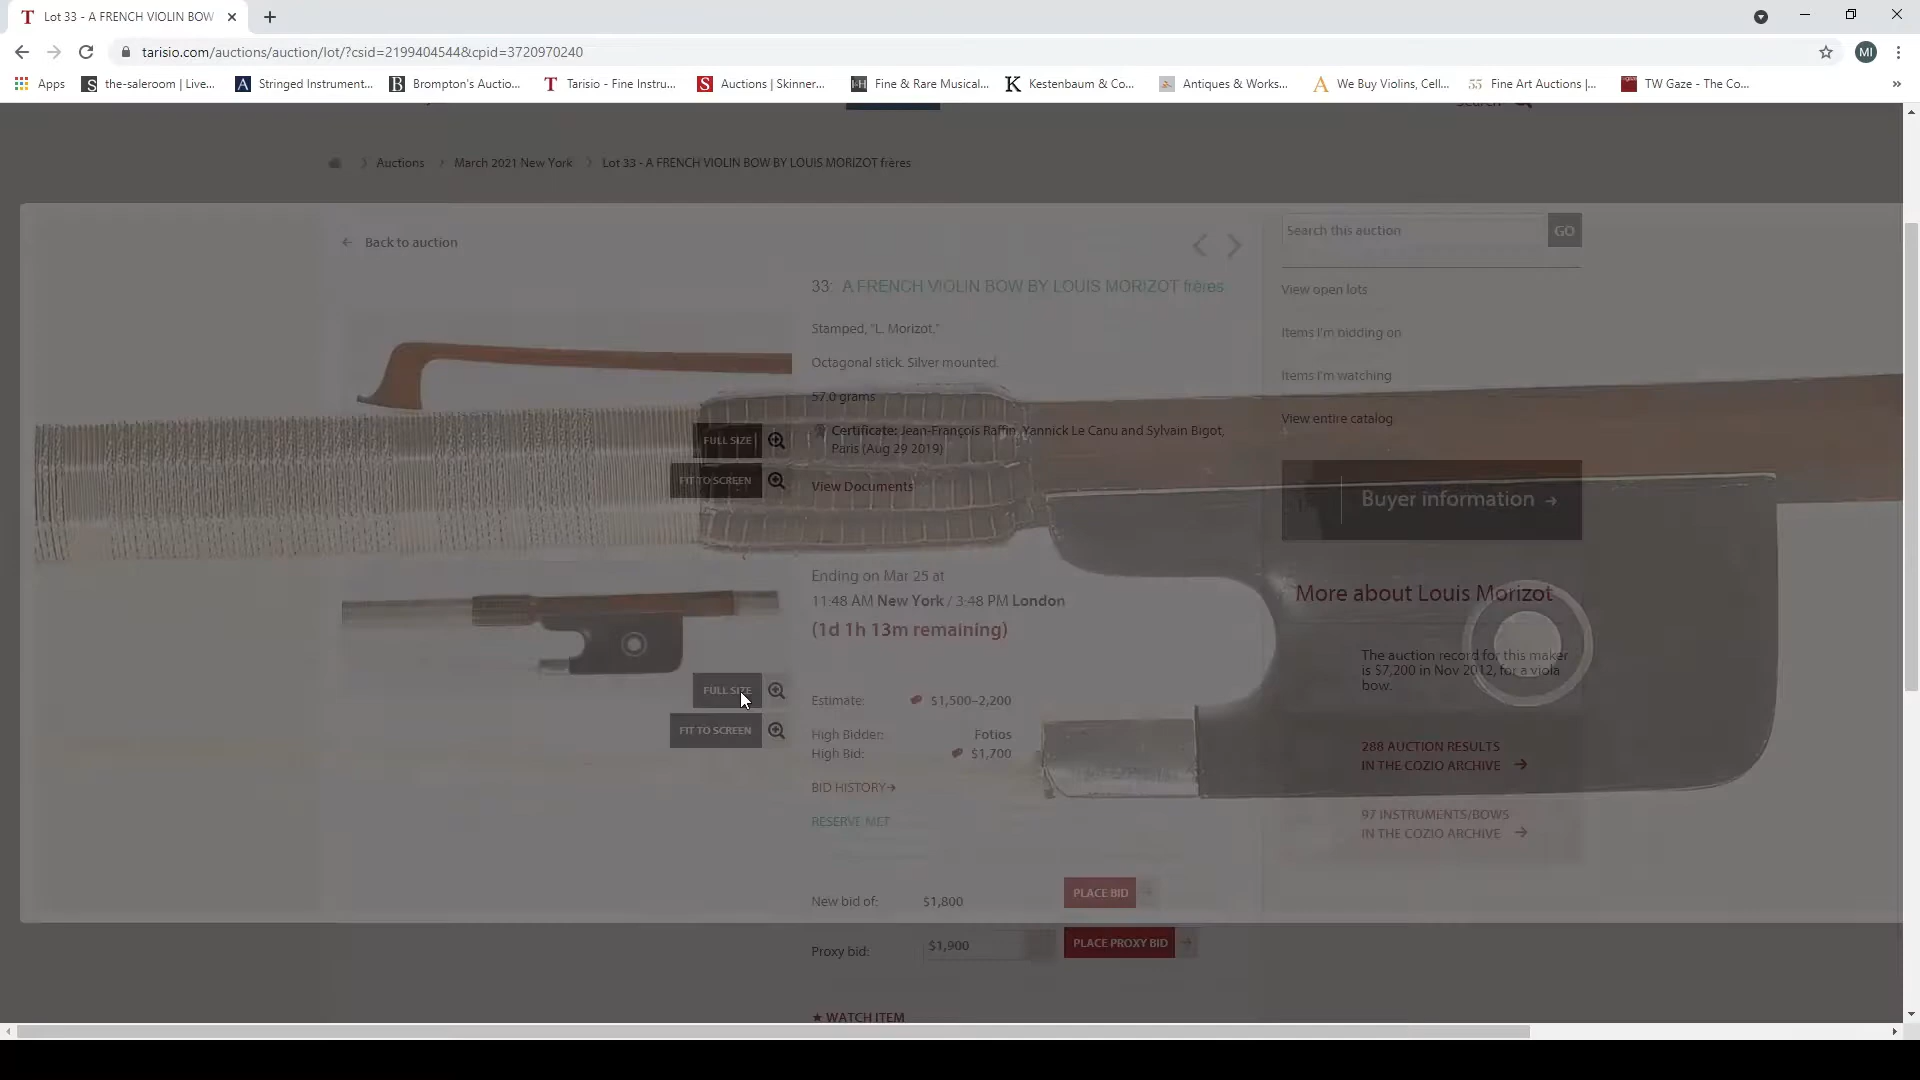 Lot 33 - A FRENCH VIOLIN BOW
tarisio.com/auctions/auction/lot/?csid=2199404544&cpid=3720970240
MI
Apps
the-saleroom | Live...
Stringed Instrument...
Brompton's Auctio...
Tarisio - Fine Instru...
Auctions | Skinner...
Fine & Rare Musical...
Kestenbaum & Co...
Antiques & Works...
We Buy Violins, Cell...
Fine Art Auctions |...
TW Gaze - The Co...
Search
Auctions
March 2021 New York
Lot 33 - A FRENCH VIOLIN BOW BY LOUIS MORIZOT frères
Back to auction
33: A FRENCH VIOLIN BOW BY LOUIS MORIZOT frères
Stamped, "L. Morizot."
Octagonal stick. Silver mounted.
57.0 grams
Certificate: Jean-François Raffin, Yannick Le Canu and Sylvain Bigot,
Paris (Aug 29 2019)
View Documents
FULL SIZE
FIT TO SCREEN
FULL SIZE
FIT TO SCREEN
Ending on Mar 25 at
11:48 AM New York / 3:48 PM London
(1d 1h 13m remaining)
Estimate: $1,500–2,200
High Bidder: Fotios
High Bid: $1,700
BID HISTORY
RESERVE MET
New bid of: $1,800
PLACE BID
Proxy bid: $1,900
PLACE PROXY BID
★ WATCH ITEM
Search this auction
GO
View open lots
Items I'm bidding on
Items I'm watching
View entire catalog
Buyer information
More about Louis Morizot
The auction record for this maker
is $7,200 in Nov 2012, for a viola
bow.
288 AUCTION RESULTS
IN THE COZIO ARCHIVE
97 INSTRUMENTS/BOWS
IN THE COZIO ARCHIVE